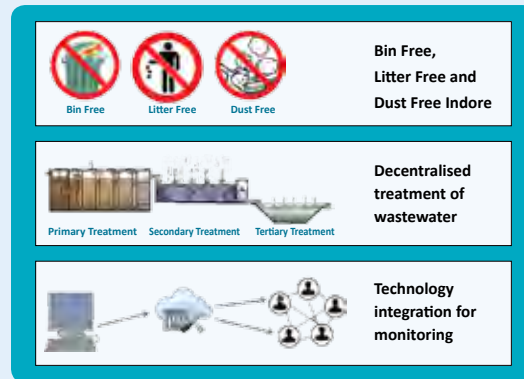 Bin Free
Litter Free
Dust Free
Bin Free,
Litter Free and
Dust Free Indore
Primary Treatment
Secondary Treatment
Tertiary Treatment
Decentralised
treatment of
wastewater
Technology
integration for
monitoring